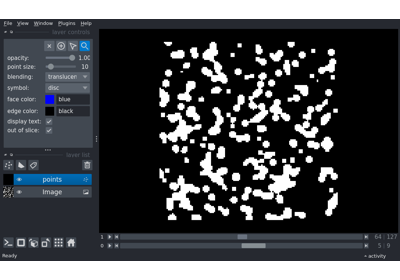 File View Window Plugins Help
layer controls
opacity: 1.00
point size: 10
blending: translucen
symbol: disc
face color: blue
edge color: black
display text:
out of slice:
layer list
points
Image
1 64 127
0 5 9
Ready activity